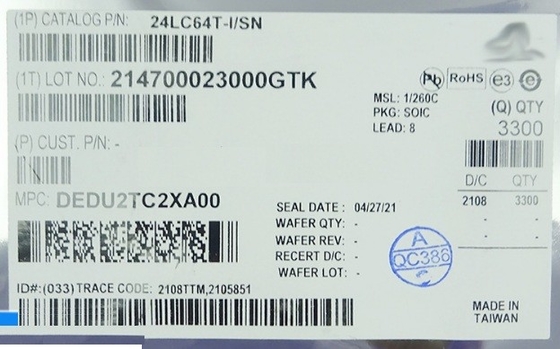 (1P) CATALOG P/N: 24LC64T-I/SN
(1T) LOT NO.: 214700023000GTK
Pb RoHS e3 e
MSL: 1/260C
PKG: SOIC
LEAD: 8
(Q) QTY
3300
(P) CUST. P/N: -
D/C QTY
2108 3300
- -
- -
MPC: DEDU2TC2XA00
SEAL DATE : 04/27/21
WAFER QTY: -
WAFER REV: -
RECERT D/C: -
WAFER LOT: -
A
QC386
ID#: (033) TRACE CODE: 2108TTM,2105851
MADE IN
TAIWAN